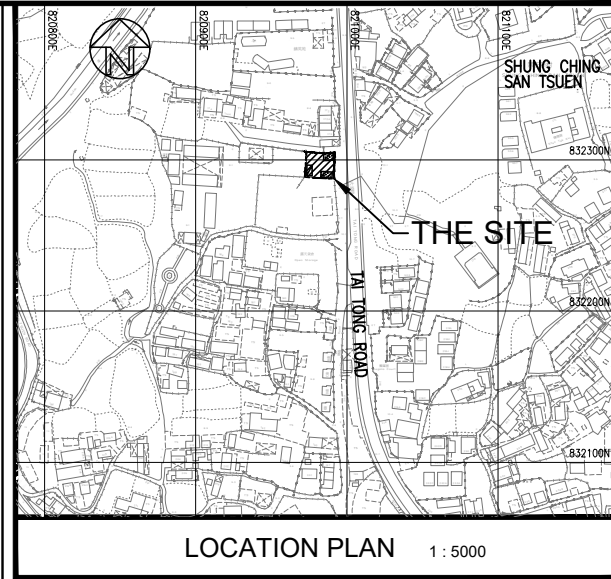 820800E
820900E
821000E
821100E
N
SHUNG CHING
SAN TSUEN
832300N
THE SITE
832200N
TAI TONG ROAD
832100N
LOCATION PLAN 1 : 5000